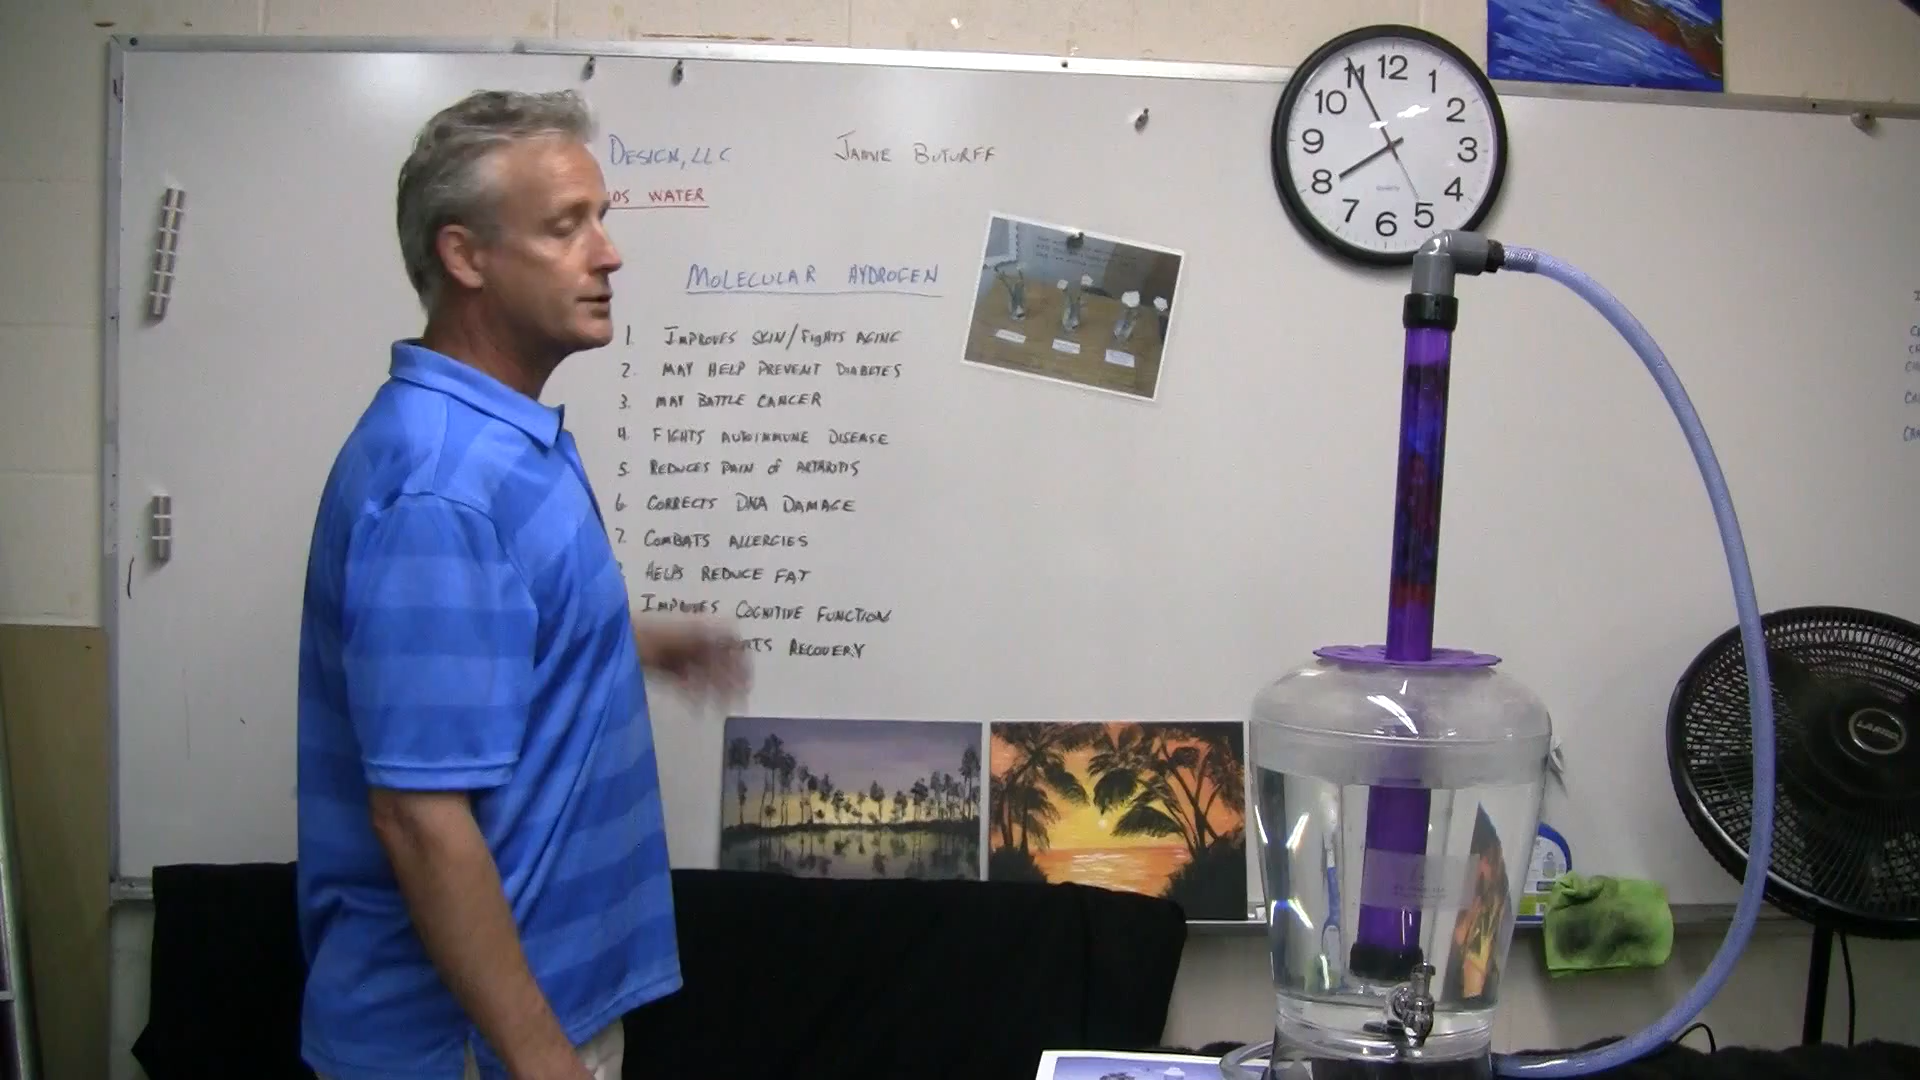 DESIGN, LLC JAMIE BUTURFF
OS WATER
MOLECULAR HYDROGEN
1. IMPROVES SKIN/FIGHTS AGING
2. MAY HELP PREVENT DIABETES
3. MAY BATTLE CANCER
4. FIGHTS AUTOIMMUNE DISEASE
5. REDUCES PAIN of ARTHRITIS
6. CORRECTS DNA DAMAGE
7. COMBATS ALLERGIES
HELPS REDUCE FAT
IMPROVES COGNITIVE FUNCTION
RECOVERY
12
1
2
3
4
5
6
7
8
9
10
11
LASKO